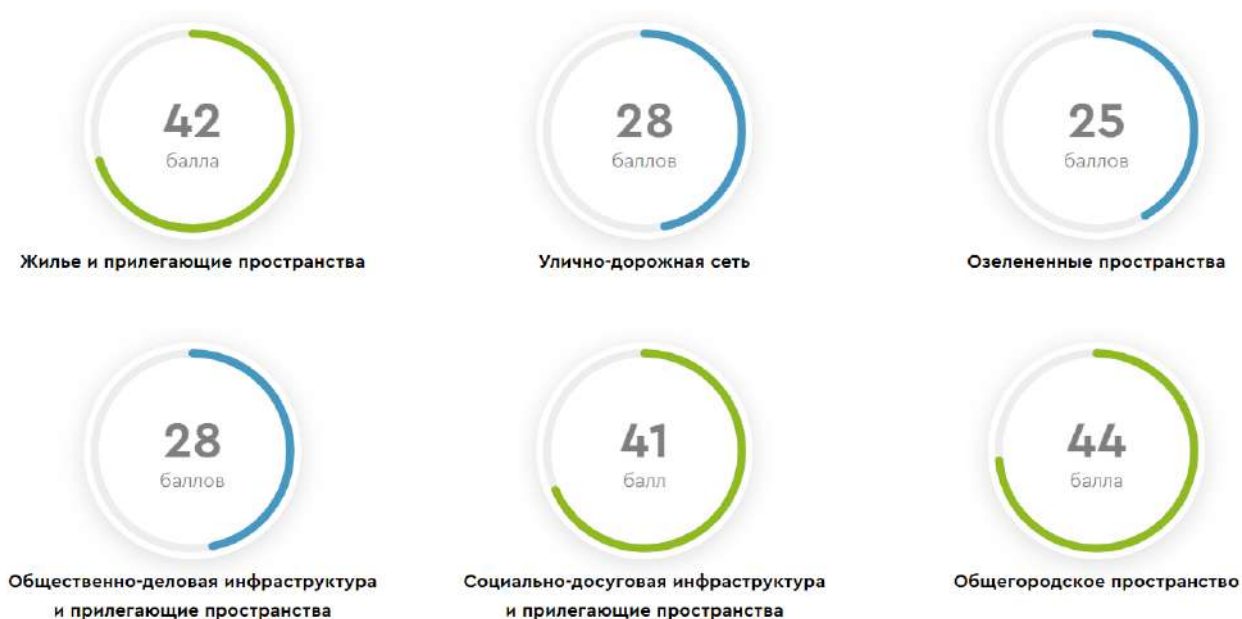 42
балла
Жилье и прилегающие пространства
28
баллов
Улично-дорожная сеть
25
баллов
Озелененные пространства
28
баллов
Общественно-деловая инфраструктура
и прилегающие пространства
41
балл
Социально-досуговая инфраструктура
и прилегающие пространства
44
балла
Общегородское пространство